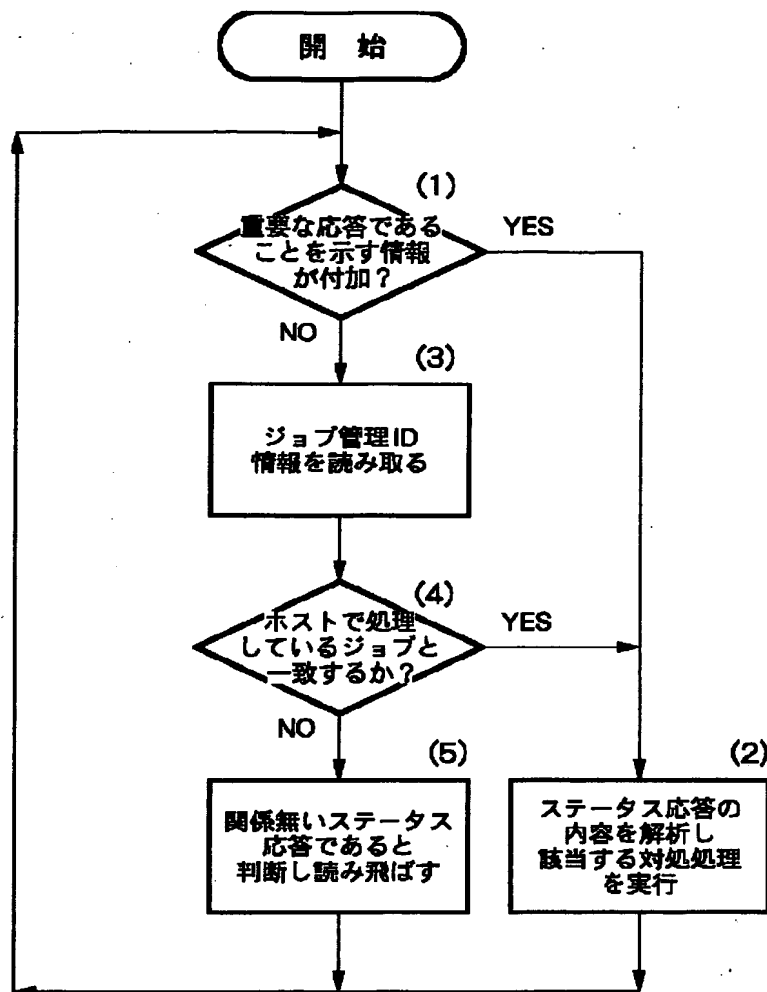 開 始
(1)
重要な応答である
ことを示す情報
が付加？
YES
NO
(3)
ジョブ管理ID
情報を読み取る
(4)
ホストで処理
しているジョブと
一致するか？
YES
NO
(5)
関係無いステータス
応答であると
判断し読み飛ばす
(2)
ステータス応答の
内容を解析し
該当する対処処理
を実行